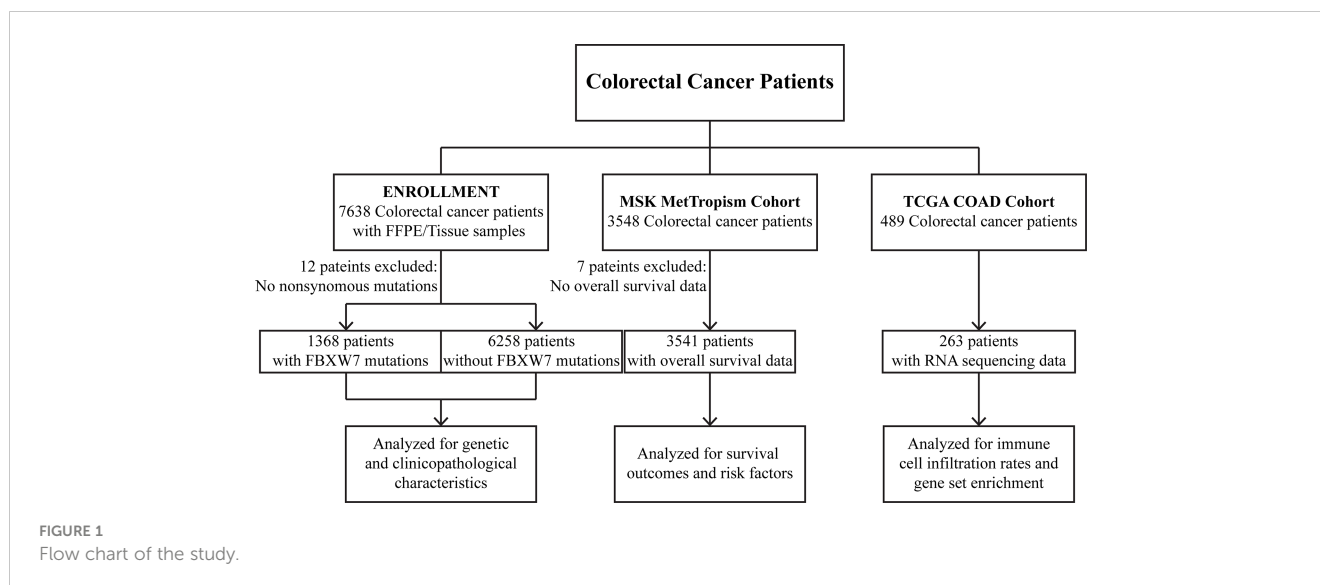 Colorectal Cancer Patients
ENROLLMENT
7638 Colorectal cancer patients
with FFPE/Tissue samples
MSK MetTropism Cohort
3548 Colorectal cancer patients
TCGA COAD Cohort
489 Colorectal cancer patients
12 pateints excluded:
No nonsynomous mutations
7 pateints excluded:
No overall survival data
1368 patients
with FBXW7 mutations
6258 patients
without FBXW7 mutations
3541 patients
with overall survival data
263 patients
with RNA sequencing data
Analyzed for genetic
and clinicopathological
characteristics
Analyzed for survival
outcomes and risk factors
Analyzed for immune
cell infiltration rates and
gene set enrichment
FIGURE 1
Flow chart of the study.